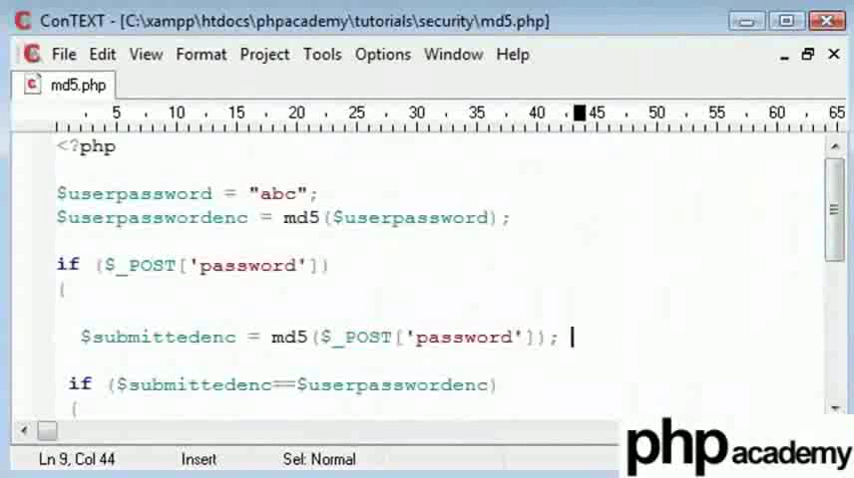 ConTEXT - [C:\xampp\htdocs\phpacademy\tutorials\security\md5.php]
File Edit View Format Project Tools Options Window Help
md5.php
5 10 15 20 25 30 35 40 45 50 55 60 65
<?php
$userpassword = "abc";
$userpasswordenc = md5($userpassword);
if ($_POST['password'])
{
$submittedenc = md5($_POST['password']);
if ($submittedenc==$userpasswordenc)
{
Ln 9, Col 44 Insert Sel: Normal
php academy